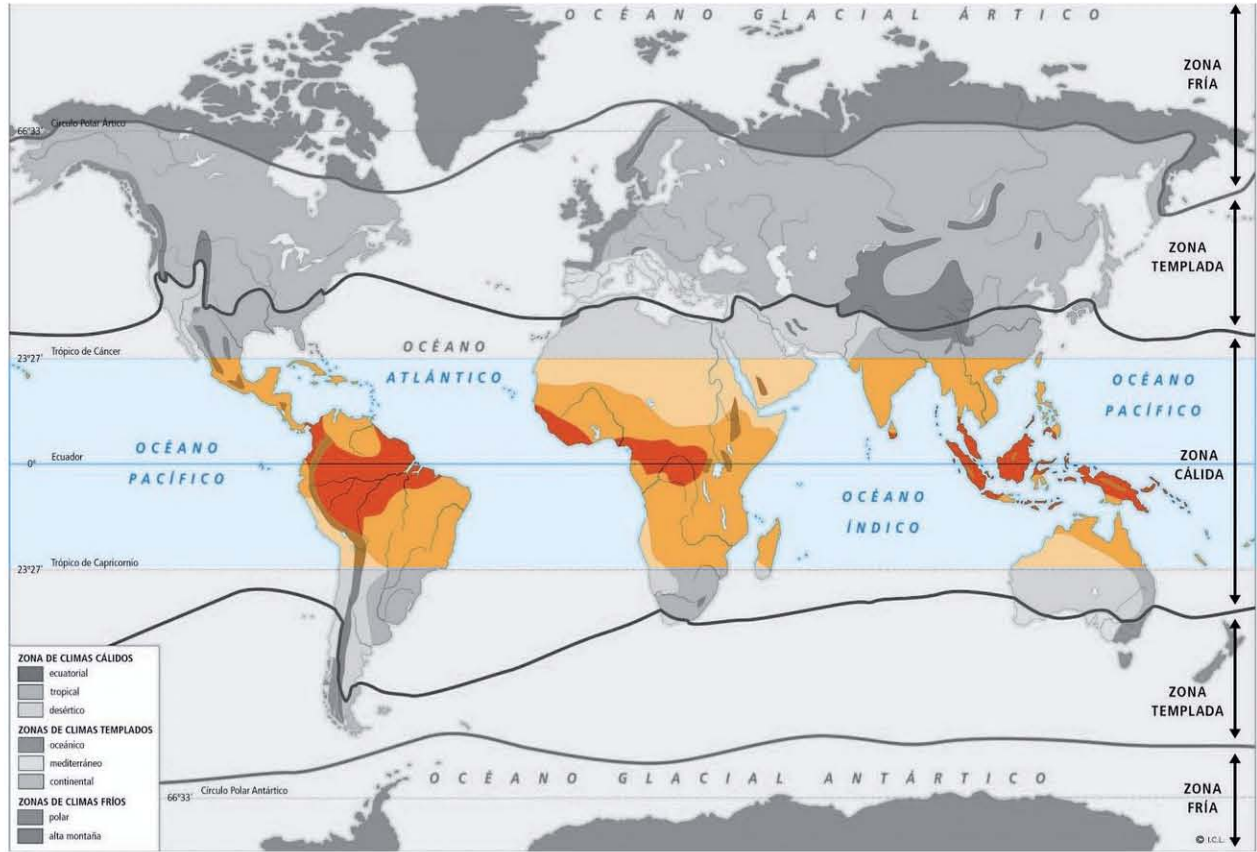 OCÉANO GLACIAL ÁRTICO
ZONA
FRÍA
66°33'
Círculo Polar Ártico
ZONA
TEMPLADA
23°27'
Trópico de Cáncer
OCÉANO
ATLÁNTICO
OCÉANO
PACÍFICO
OCÉANO
PACÍFICO
0°
Ecuador
ZONA
CÁLIDA
OCÉANO
ÍNDICO
23°27'
Trópico de Capricornio
ZONA DE CLIMAS CÁLIDOS
ecuatorial
tropical
desértico
ZONAS DE CLIMAS TEMPLADOS
oceánico
mediterráneo
continental
ZONAS DE CLIMAS FRÍOS
polar
alta montaña
ZONA
TEMPLADA
OCÉANO GLACIAL ANTÁRTICO
66°33'
Círculo Polar Antártico
ZONA
FRÍA
© I.C.L.